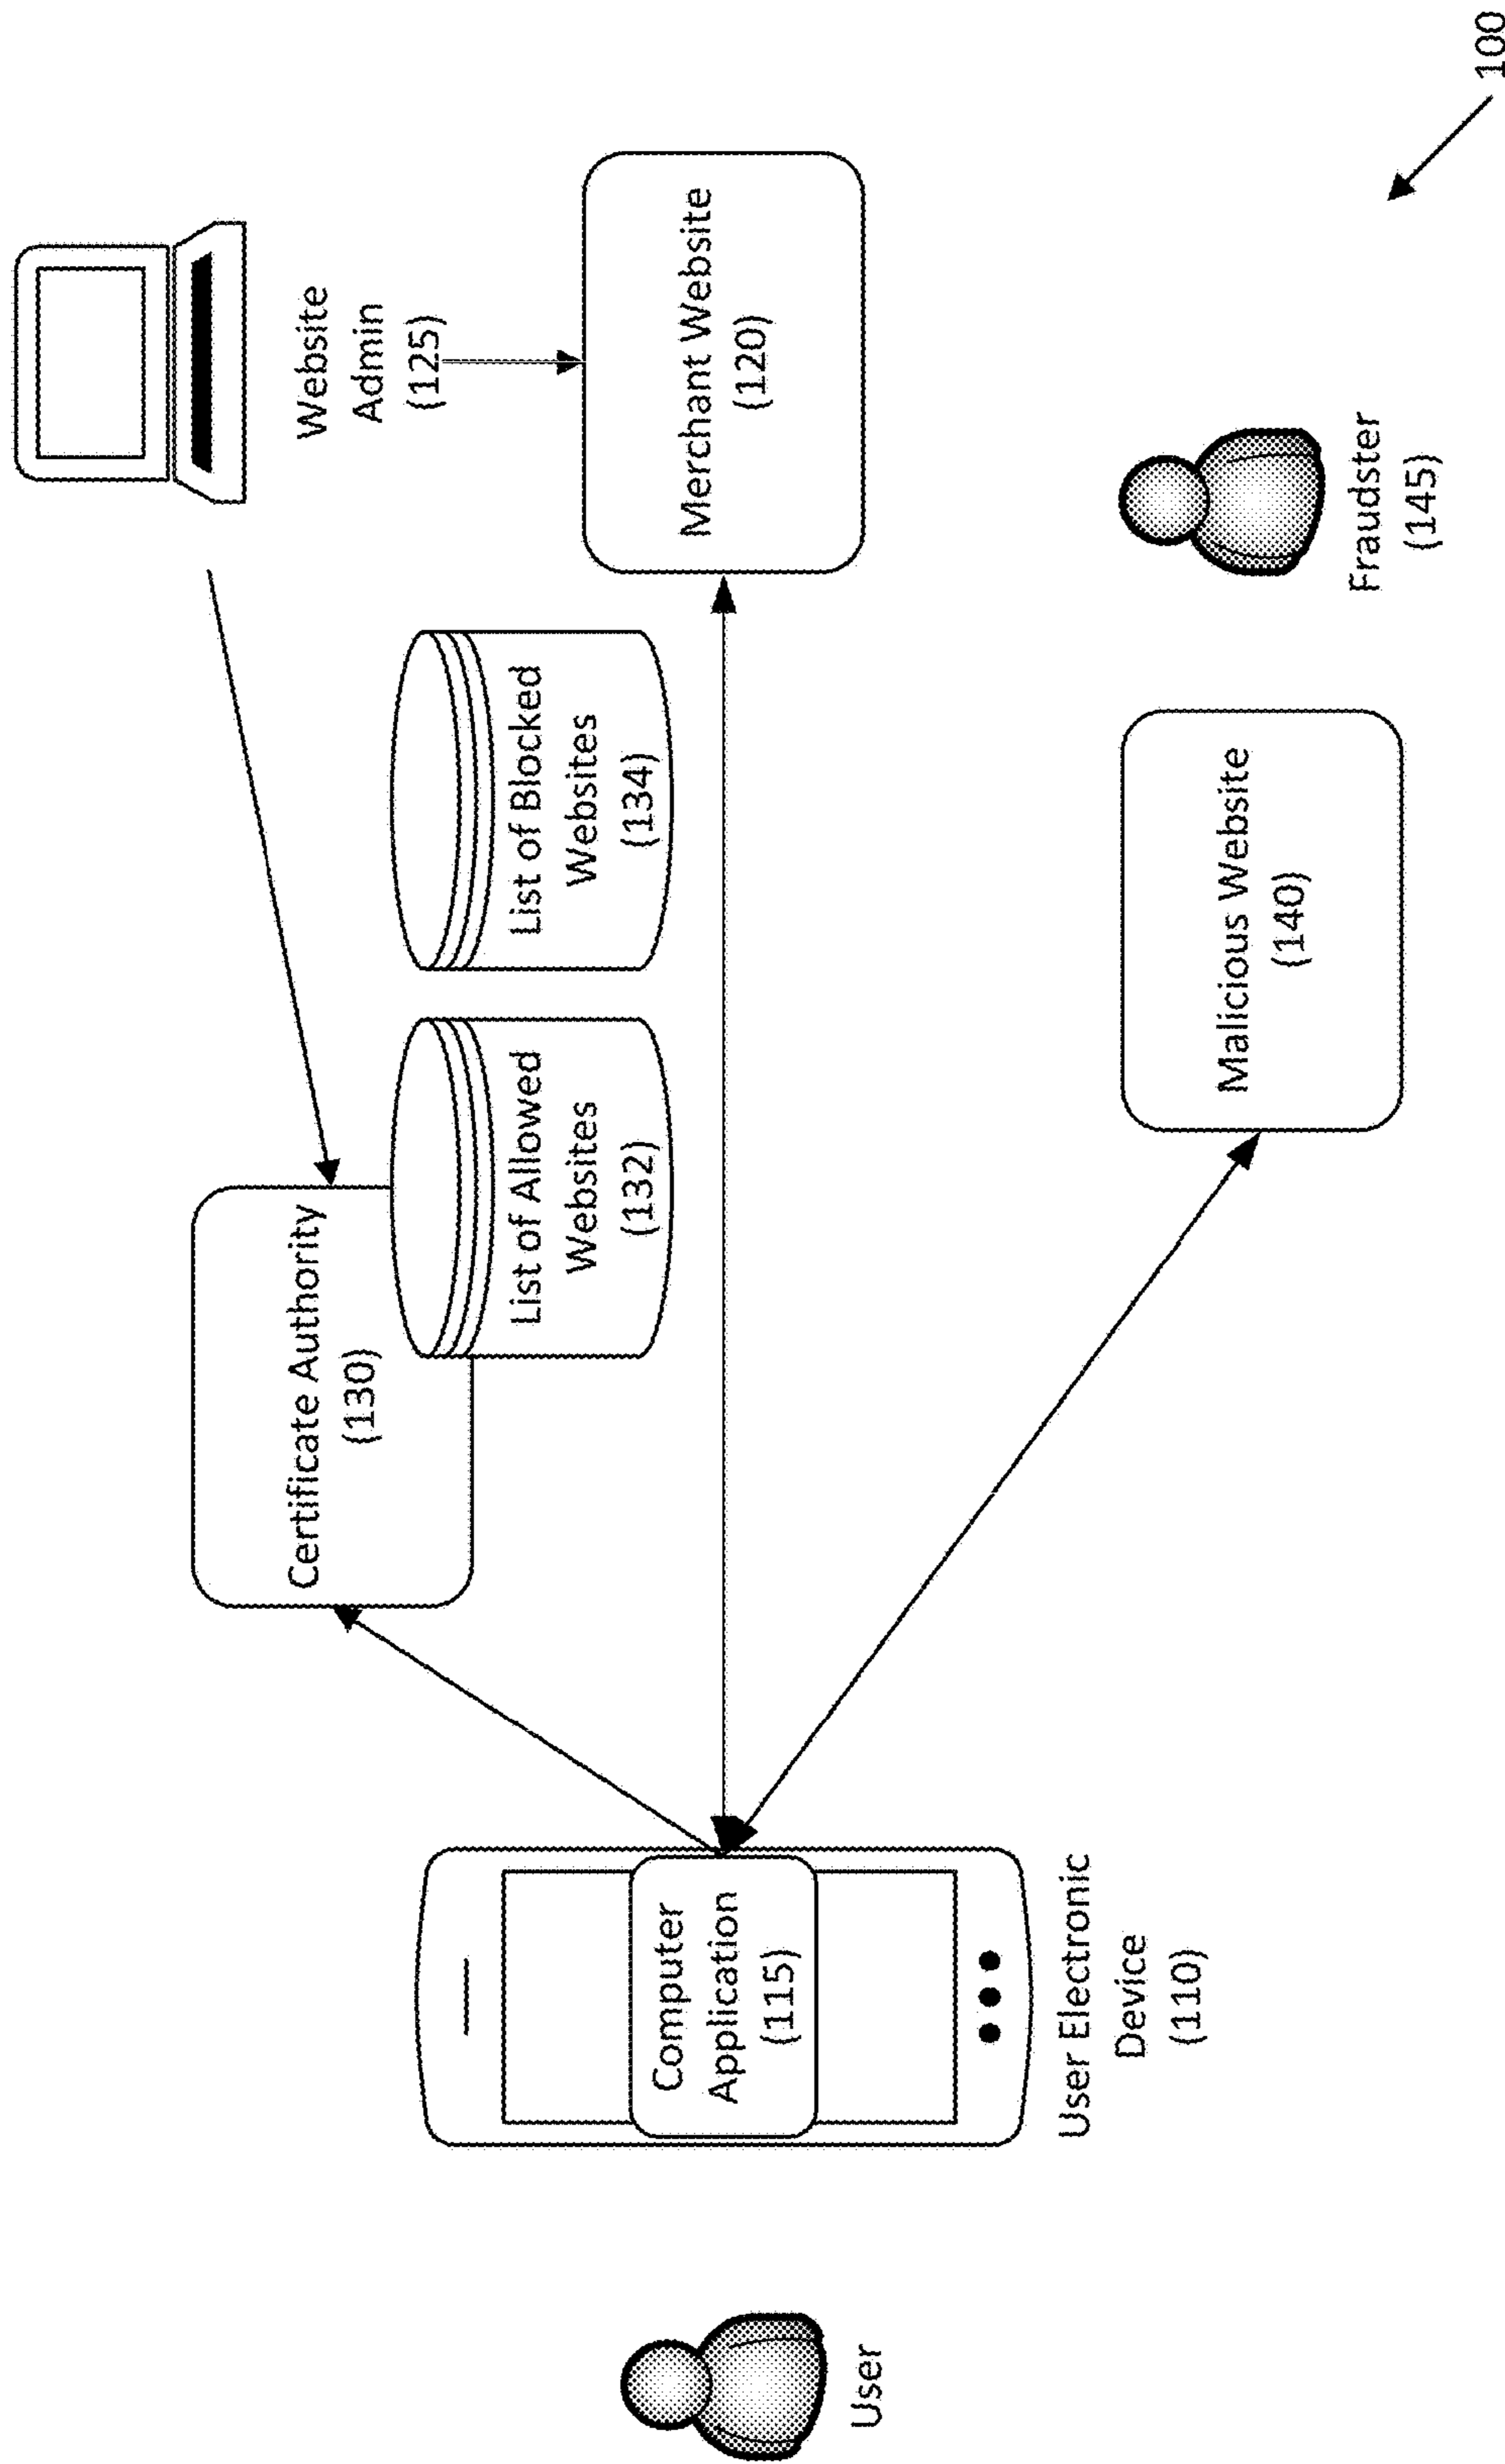 Website
Admin
(125)
Certificate Authority
(130)
List of Allowed
Websites
(132)
List of Blocked
Websites
(134)
Merchant Website
(120)
Computer
Application
(115)
User Electronic
Device
(110)
User
Malicious Website
(140)
Fraudster
(145)
100